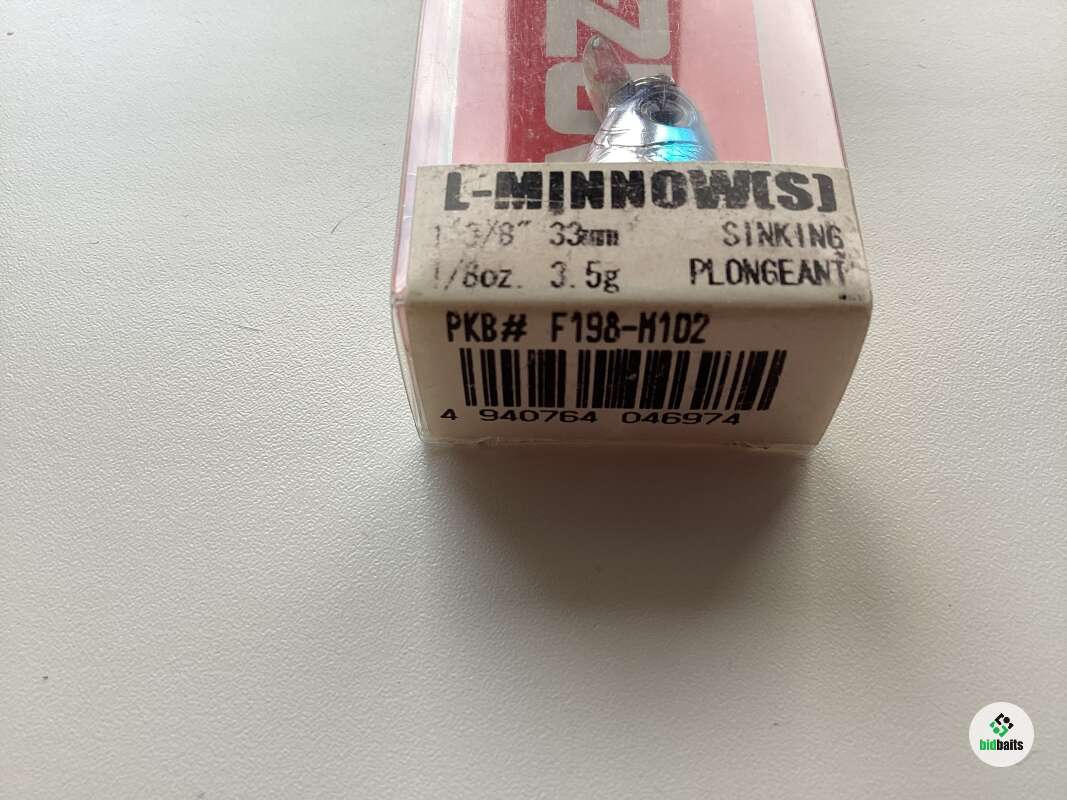 L-MINNOW(S)
1 3/8" 33mm SINKING
1/8oz. 3.5g PLONGEANT
PKB# F198-M102
4 940764 046974
bidbaits